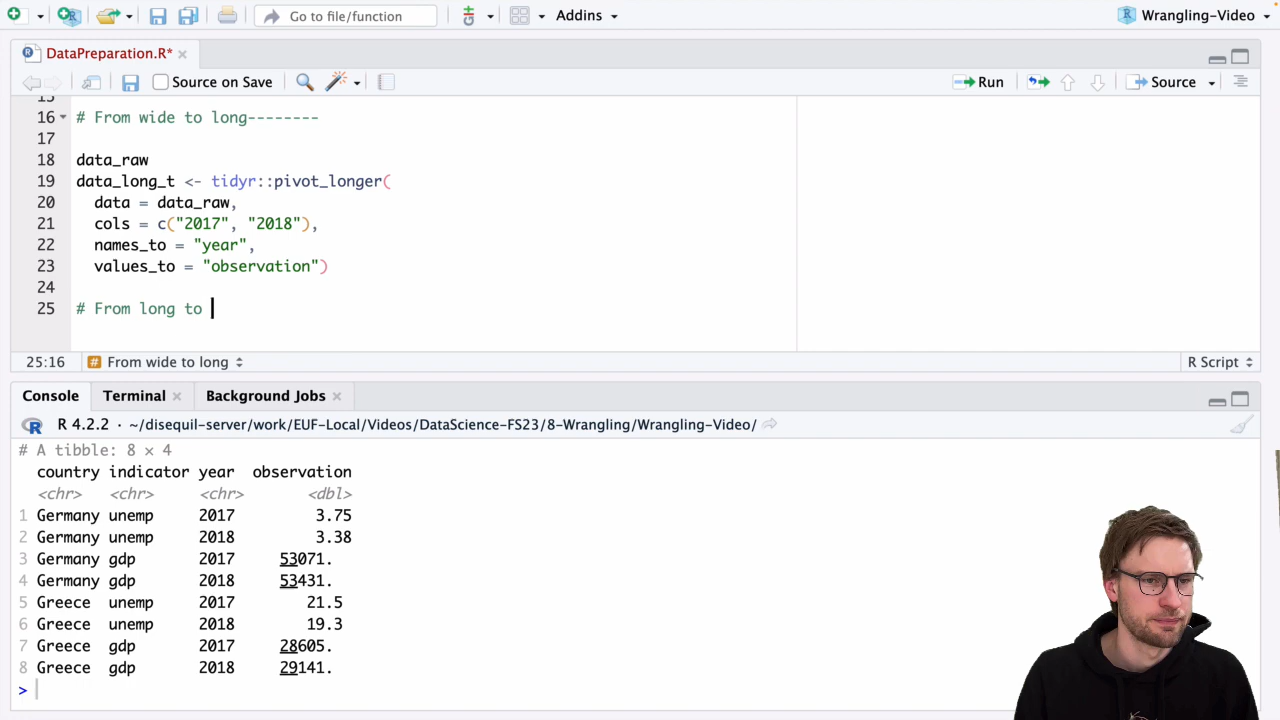 Go to file/function
Addins
Wrangling-Video
DataPreparation.R*
Source on Save
Run
Source
15
16 # From wide to long--------
17
18 data_raw
19 data_long_t <- tidyr::pivot_longer(
20 data = data_raw,
21 cols = c("2017", "2018"),
22 names_to = "year",
23 values_to = "observation")
24
25 # From long to
25:16 # From wide to long
R Script
Console Terminal Background Jobs
R R 4.2.2 · ~/disequil-server/work/EUF-Local/Videos/DataScience-FS23/8-Wrangling/Wrangling-Video/
# A tibble: 8 × 4
country indicator year observation
<chr> <chr> <chr> <dbl>
1 Germany unemp 2017 3.75
2 Germany unemp 2018 3.38
3 Germany gdp 2017 53071.
4 Germany gdp 2018 53431.
5 Greece unemp 2017 21.5
6 Greece unemp 2018 19.3
7 Greece gdp 2017 28605.
8 Greece gdp 2018 29141.
>